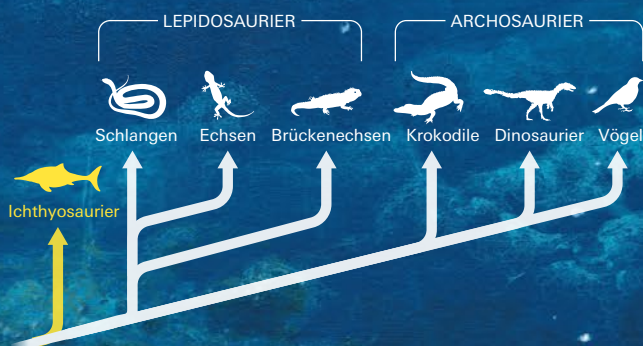 LEPIDOSAURIER
ARCHOSAURIER
Schlangen
Echsen
Brückenechsen
Krokodile
Dinosaurier
Vögel
Ichthyosaurier